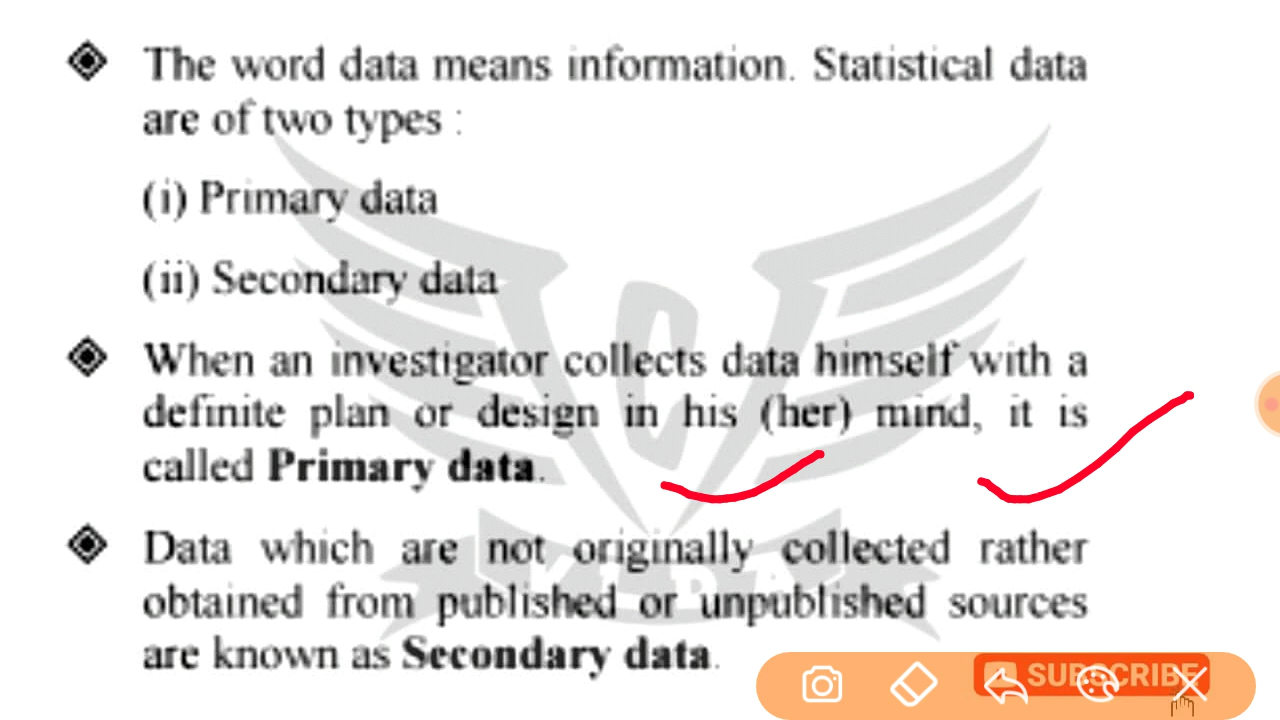 The word data means information. Statistical data
are of two types :
(i) Primary data
(ii) Secondary data
When an investigator collects data himself with a
definite plan or design in his (her) mind, it is
called Primary data.
Data which are not originally collected rather
obtained from published or unpublished sources
are known as Secondary data.
SUBSCRIBE